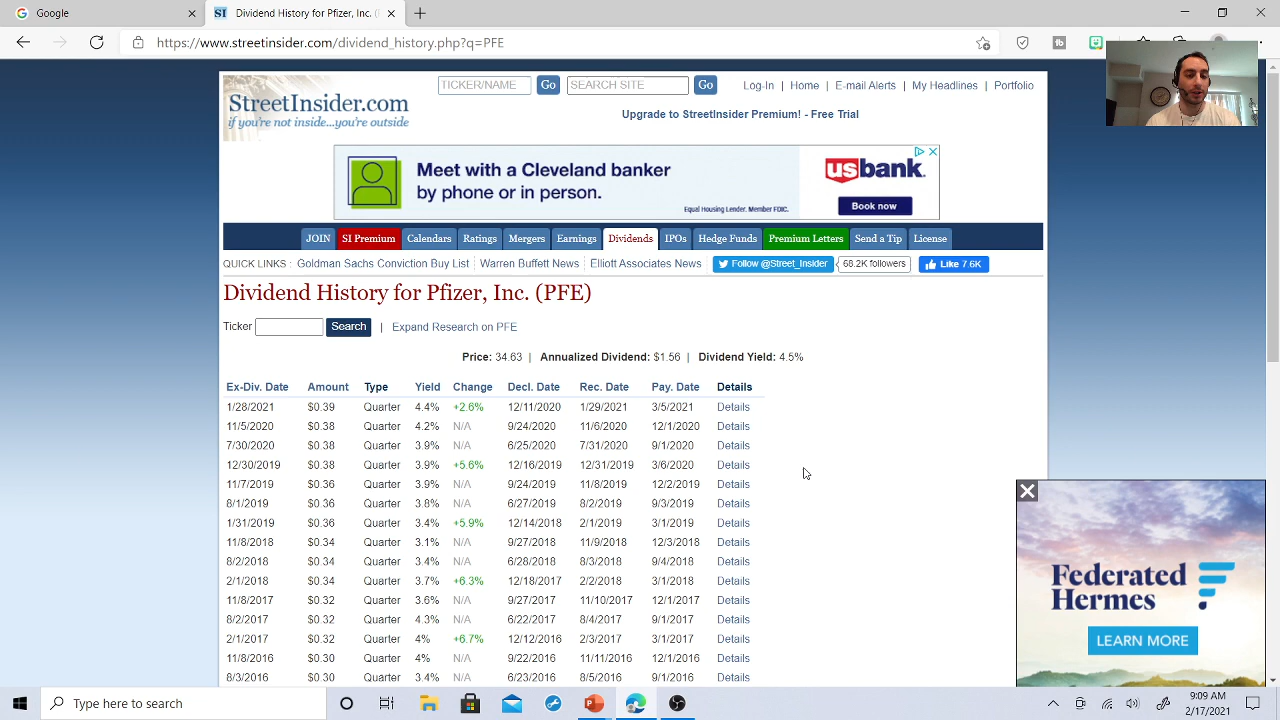 Google
SI Dividend History for Pfizer, Inc. (
https://www.streetinsider.com/dividend_history.php?q=PFE
StreetInsider.com
if you're not inside...you're outside
TICKER/NAME Go SEARCH SITE Go
Log-In | Home | E-mail Alerts | My Headlines | Portfolio
Upgrade to StreetInsider Premium! - Free Trial
Meet with a Cleveland banker
by phone or in person.
Equal Housing Lender. Member FDIC.
usbank.
Book now
JOIN SI Premium Calendars Ratings Mergers Earnings Dividends IPOs Hedge Funds Premium Letters Send a Tip License
QUICK LINKS : Goldman Sachs Conviction Buy List Warren Buffett News Elliott Associates News Follow @Street_Insider 68.2K followers Like 7.6K
Dividend History for Pfizer, Inc. (PFE)
Ticker Search | Expand Research on PFE
Price: 34.63 | Annualized Dividend: $1.56 | Dividend Yield: 4.5%
Ex-Div. Date Amount Type Yield Change Decl. Date Rec. Date Pay. Date Details
1/28/2021 $0.39 Quarter 4.4% +2.6% 12/11/2020 1/29/2021 3/5/2021 Details
11/5/2020 $0.38 Quarter 4.2% N/A 9/24/2020 11/6/2020 12/1/2020 Details
7/30/2020 $0.38 Quarter 3.9% N/A 6/25/2020 7/31/2020 9/1/2020 Details
12/30/2019 $0.38 Quarter 3.9% +5.6% 12/16/2019 12/31/2019 3/6/2020 Details
11/7/2019 $0.36 Quarter 3.9% N/A 9/24/2019 11/8/2019 12/2/2019 Details
8/1/2019 $0.36 Quarter 3.8% N/A 6/27/2019 8/2/2019 9/3/2019 Details
1/31/2019 $0.36 Quarter 3.4% +5.9% 12/14/2018 2/1/2019 3/1/2019 Details
11/8/2018 $0.34 Quarter 3.1% N/A 9/27/2018 11/9/2018 12/3/2018 Details
8/2/2018 $0.34 Quarter 3.4% N/A 6/28/2018 8/3/2018 9/4/2018 Details
2/1/2018 $0.34 Quarter 3.7% +6.3% 12/18/2017 2/2/2018 3/1/2018 Details
11/8/2017 $0.32 Quarter 3.6% N/A 9/27/2017 11/10/2017 12/1/2017 Details
8/2/2017 $0.32 Quarter 4.3% N/A 6/22/2017 8/4/2017 9/1/2017 Details
2/1/2017 $0.32 Quarter 4% +6.7% 12/12/2016 2/3/2017 3/1/2017 Details
11/8/2016 $0.30 Quarter 4% N/A 9/22/2016 11/11/2016 12/1/2016 Details
8/3/2016 $0.30 Quarter 3.4% N/A 6/23/2016 8/5/2016 9/1/2016 Details
Federated
Hermes
LEARN MORE
Type here to search
9:09 AM
2/17/2021